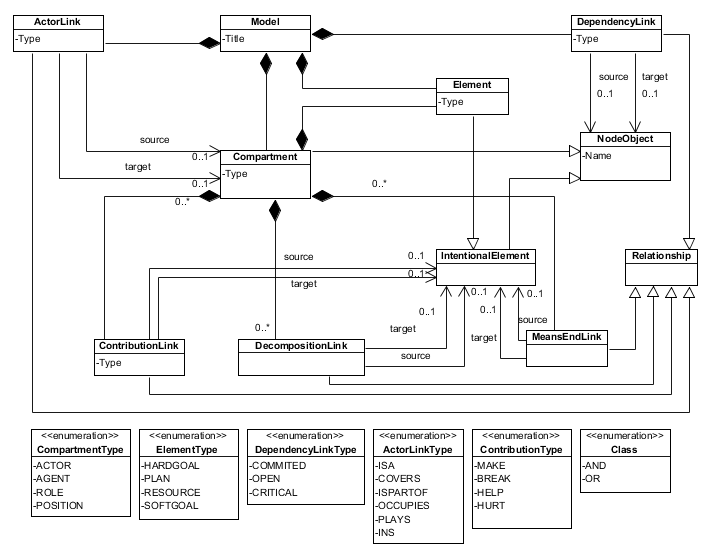 ActorLink
-Type
Model
-Title
DependencyLink
-Type
source
target
0..1
0..1
Element
-Type
NodeObject
-Name
source
0..1
Compartment
-Type
target
0..1
0..*
0..*
IntentionalElement
Relationship
source
0..1
0..1
target
0..1
0..1
0..1
0..1
source
0..*
target
source
target
ContributionLink
-Type
DecompositionLink
MeansEndLink
<<enumeration>>
CompartmentType
-ACTOR
-AGENT
-ROLE
-POSITION
<<enumeration>>
ElementType
-HARDGOAL
-PLAN
-RESOURCE
-SOFTGOAL
<<enumeration>>
DependencyLinkType
-COMMITED
-OPEN
-CRITICAL
<<enumeration>>
ActorLinkType
-ISA
-COVERS
-ISPARTOF
-OCCUPIES
-PLAYS
-INS
<<enumeration>>
ContributionType
-MAKE
-BREAK
-HELP
-HURT
<<enumeration>>
Class
-AND
-OR